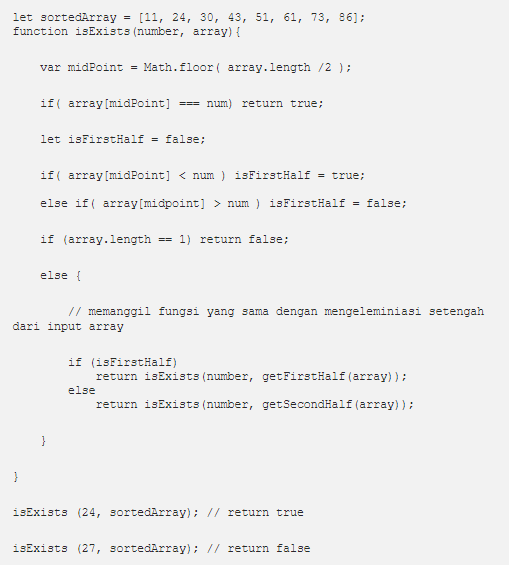 let sortedArray = [11, 24, 30, 43, 51, 61, 73, 86];
function isExists(number, array){
var midPoint = Math.floor( array.length /2 );
if( array[midPoint] === num) return true;
let isFirstHalf = false;
if( array[midPoint] < num ) isFirstHalf = true;
else if( array[midpoint] > num ) isFirstHalf = false;
if (array.length == 1) return false;
else {
// memanggil fungsi yang sama dengan mengeleminiasi setengah
dari input array
if (isFirstHalf)
return isExists(number, getFirstHalf(array));
else
return isExists(number, getSecondHalf(array));
}
}
isExists (24, sortedArray); // return true
isExists (27, sortedArray); // return false